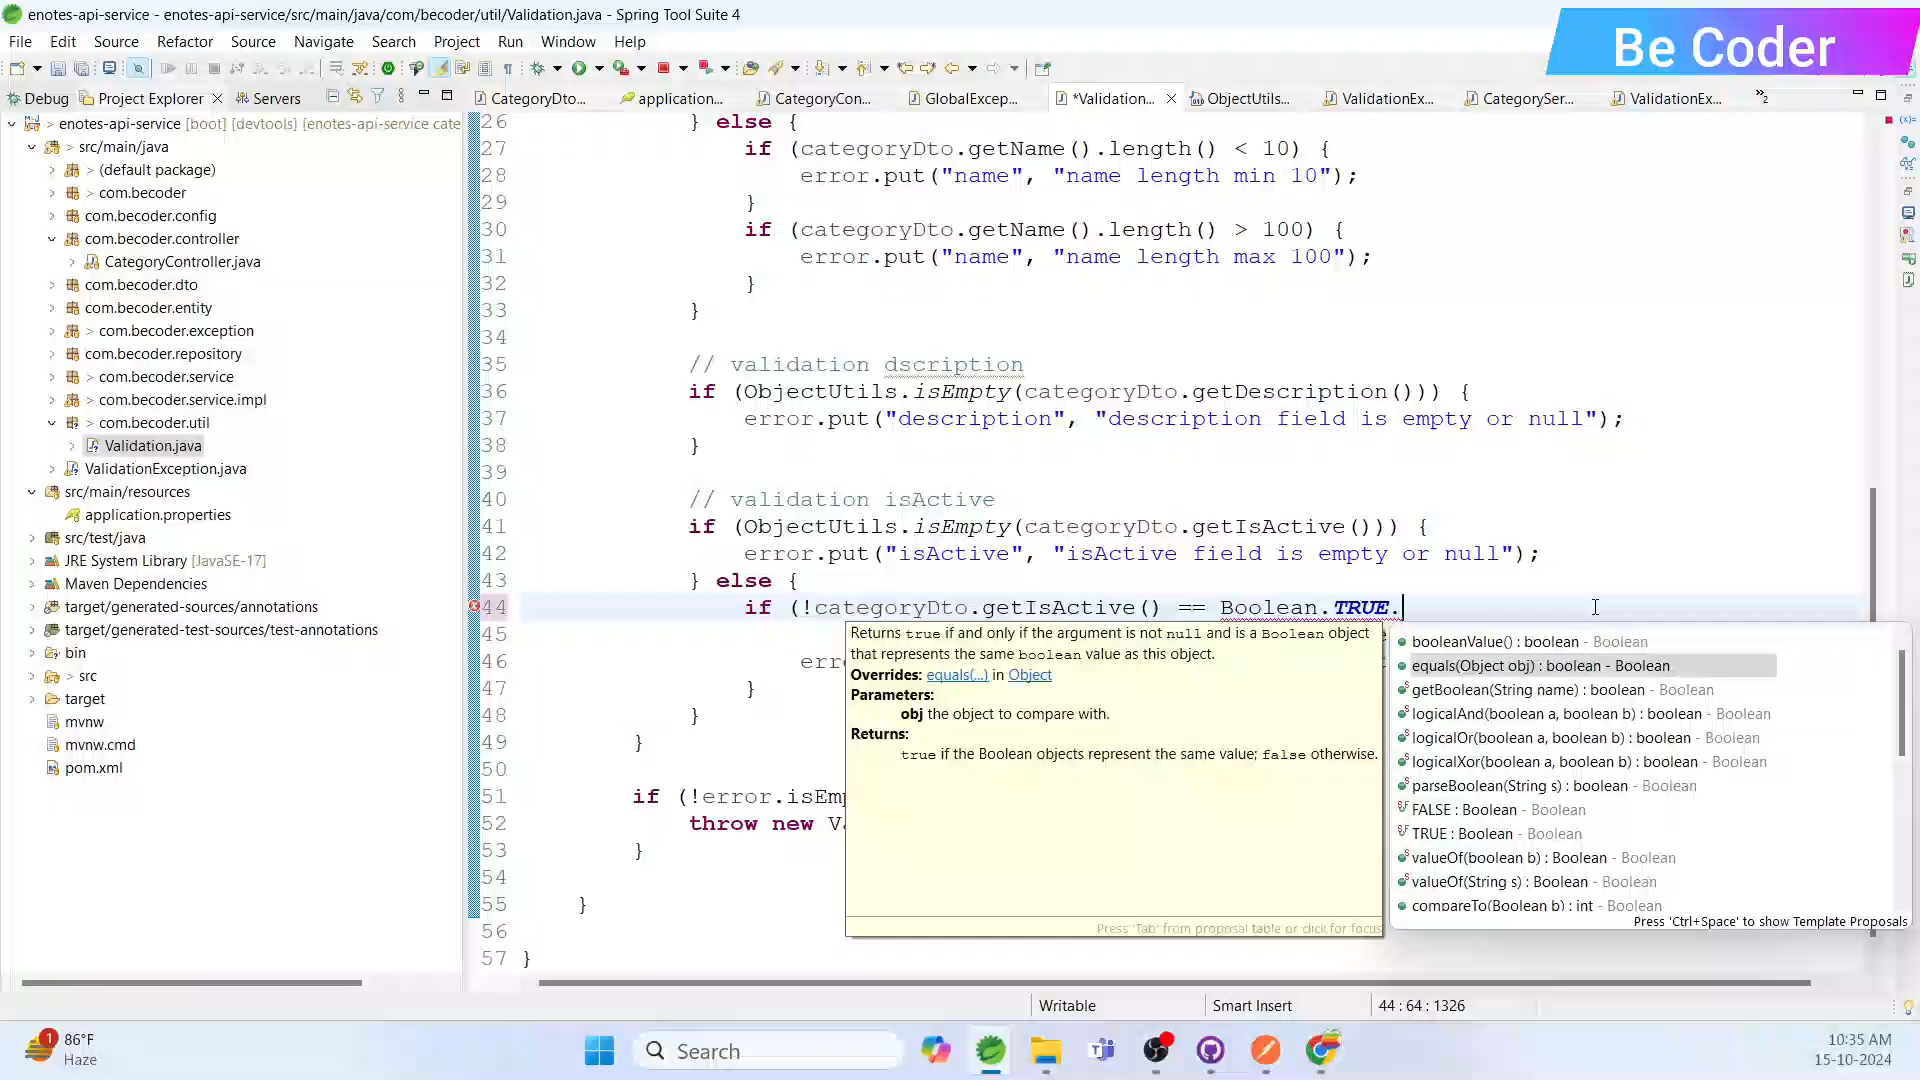 enotes-api-service - enotes-api-service/src/main/java/com/becoder/util/Validation.java - Spring Tool Suite 4
Be Coder
File Edit Source Refactor Source Navigate Search Project Run Window Help
Debug Project Explorer Servers
CategoryDto... application... CategoryCon... GlobalExcep... *Validation... ObjectUtils... ValidationEx... CategorySer... ValidationEx... »2
> enotes-api-service [boot] [devtools] [enotes-api-service cate
> src/main/java
> (default package)
> com.becoder
com.becoder.config
com.becoder.controller
CategoryController.java
com.becoder.dto
com.becoder.entity
> com.becoder.exception
com.becoder.repository
> com.becoder.service
> com.becoder.service.impl
> com.becoder.util
Validation.java
ValidationException.java
src/main/resources
application.properties
src/test/java
JRE System Library [JavaSE-17]
Maven Dependencies
target/generated-sources/annotations
target/generated-test-sources/test-annotations
bin
> src
target
mvnw
mvnw.cmd
pom.xml
26 } else {
27 if (categoryDto.getName().length() < 10) {
28 error.put("name", "name length min 10");
29 }
30 if (categoryDto.getName().length() > 100) {
31 error.put("name", "name length max 100");
32 }
33 }
34
35 // validation dscription
36 if (ObjectUtils.isEmpty(categoryDto.getDescription())) {
37 error.put("description", "description field is empty or null");
38 }
39
40 // validation isActive
41 if (ObjectUtils.isEmpty(categoryDto.getIsActive())) {
42 error.put("isActive", "isActive field is empty or null");
43 } else {
44 if (!categoryDto.getIsActive() == Boolean.TRUE.
45
46 erro
47 }
48 }
49 }
50
51 if (!error.isEmp
52 throw new Va
53 }
54
55 }
56
57 }
Returns true if and only if the argument is not null and is a Boolean object
that represents the same boolean value as this object.
Overrides: equals(...) in Object
Parameters:
obj the object to compare with.
Returns:
true if the Boolean objects represent the same value; false otherwise.
Press 'Tab' from proposal table or click for focus
booleanValue() : boolean - Boolean
equals(Object obj) : boolean - Boolean
getBoolean(String name) : boolean - Boolean
logicalAnd(boolean a, boolean b) : boolean - Boolean
logicalOr(boolean a, boolean b) : boolean - Boolean
logicalXor(boolean a, boolean b) : boolean - Boolean
parseBoolean(String s) : boolean - Boolean
FALSE : Boolean - Boolean
TRUE : Boolean - Boolean
valueOf(boolean b) : Boolean - Boolean
valueOf(String s) : Boolean - Boolean
compareTo(Boolean b) : int - Boolean
Press 'Ctrl+Space' to show Template Proposals
Writable Smart Insert 44 : 64 : 1326
1 86°F
Haze
Search
10:35 AM
15-10-2024